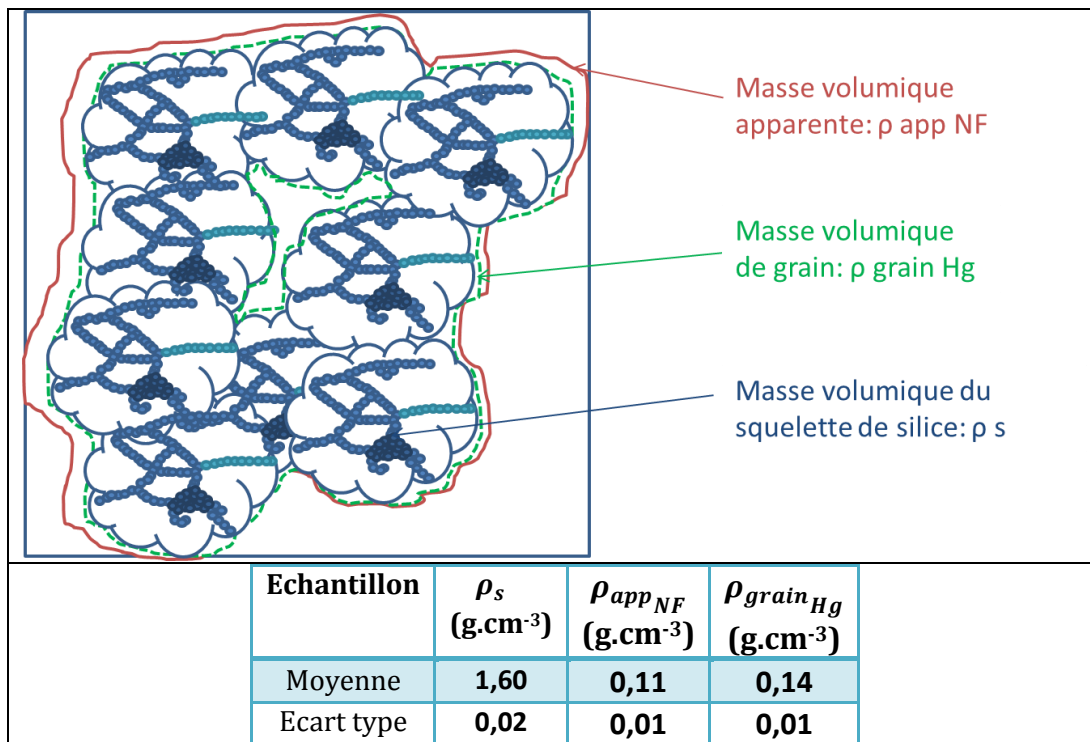 Masse volumique
apparente: ρ app NF
Masse volumique
de grain: ρ grain Hg
Masse volumique du
squelette de silice: ρ s
Echantillon ρs (g.cm-3) ρappNF (g.cm-3) ρgrainHg (g.cm-3)
Moyenne 1,60 0,11 0,14
Ecart type 0,02 0,01 0,01